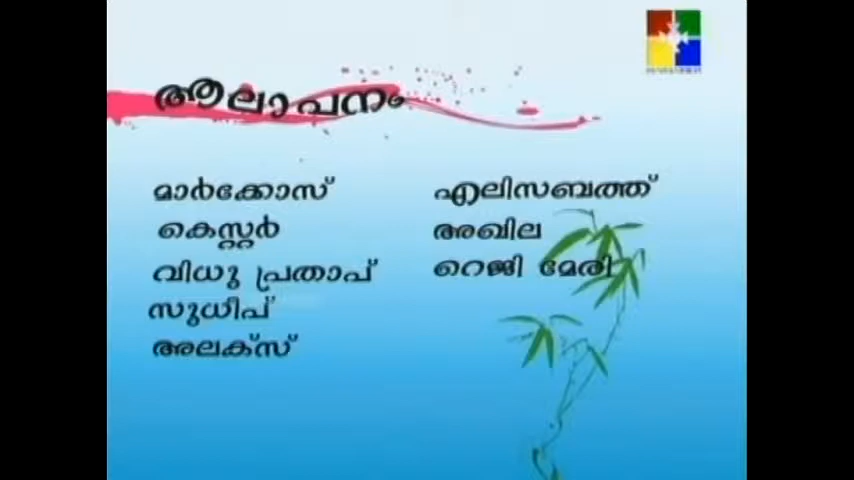 ആലാപനം
മാർക്കോസ്
കെസ്റ്റർ
വിധു പ്രതാപ്
സുധീപ്
അലക്സ്
എലിസബത്ത്
അഖില
റെജി മേരി